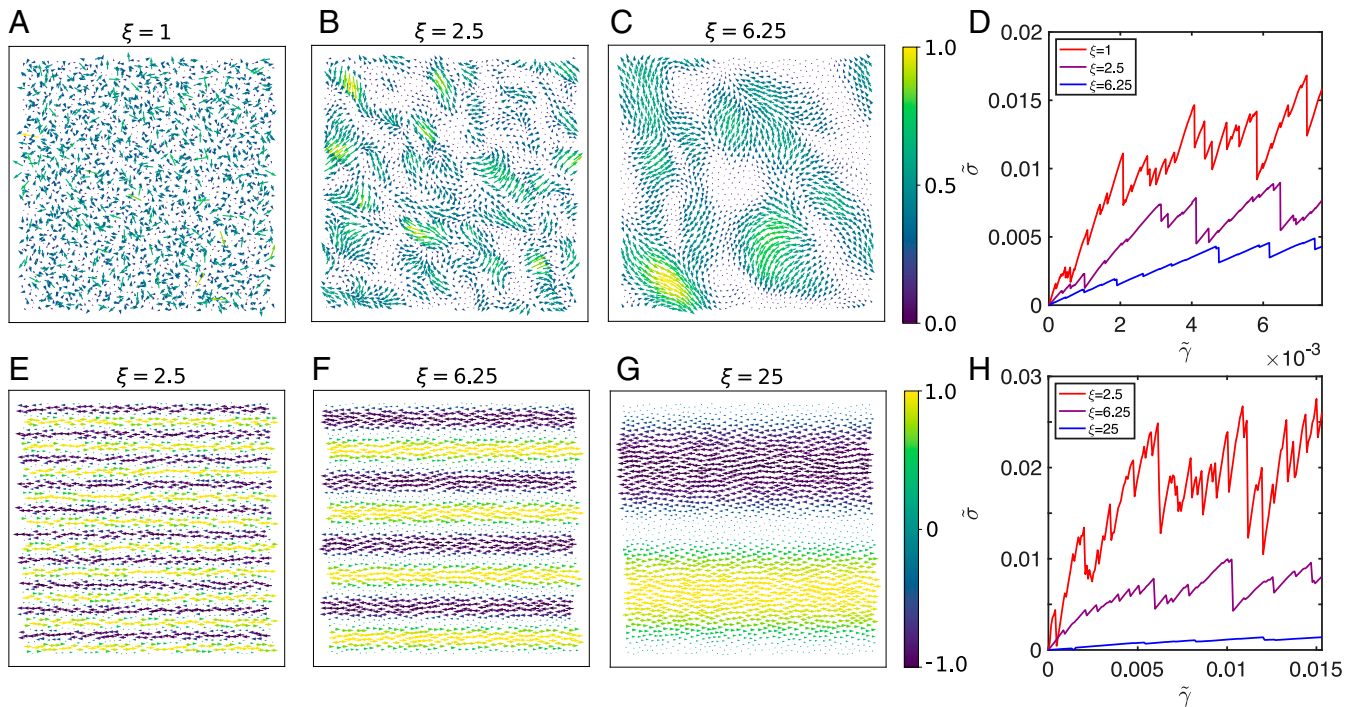 A
ξ = 1
B
ξ = 2.5
C
ξ = 6.25
1.0
0.5
0.0
D
0.02
0.015
0.01
0.005
0
σ̃
ξ=1
ξ=2.5
ξ=6.25
0 2 4 6
γ̃
×10⁻³
E
ξ = 2.5
F
ξ = 6.25
G
ξ = 25
1.0
0
-1.0
H
0.03
0.02
0.01
0
σ̃
ξ=2.5
ξ=6.25
ξ=25
0 0.005 0.01 0.015
γ̃